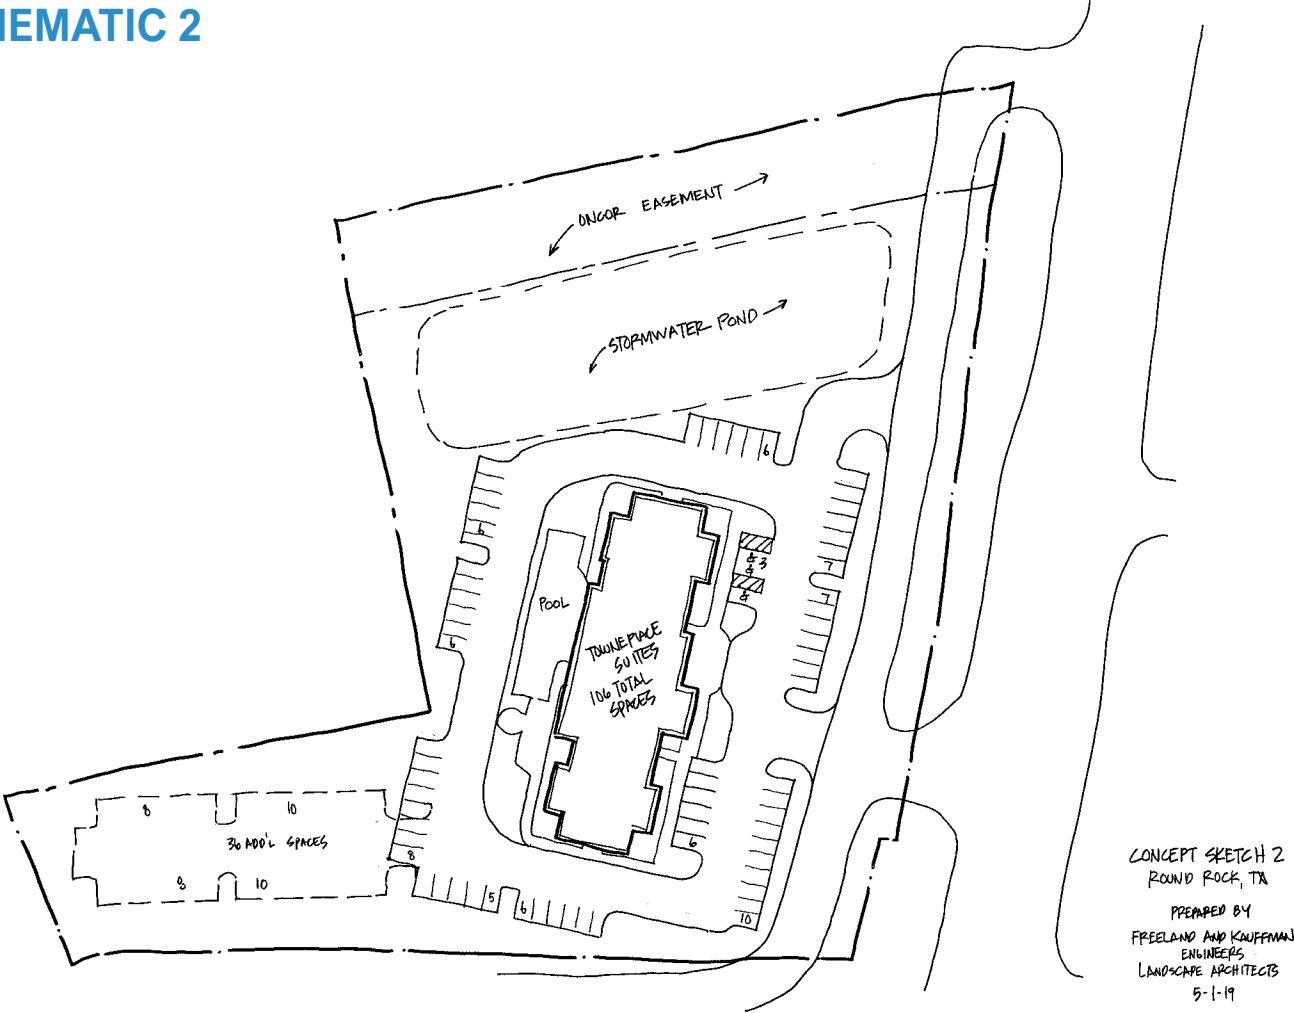 HEMATIC 2
ONCOR EASEMENT
STORMWATER POND
6
6
6
& 3
&
&
7
7
POOL
TOWNEPLACE
SUITES
106 TOTAL
SPACES
8
10
36 ADD'L SPACES
8
10
8
5
6
6
10
CONCEPT SKETCH 2
ROUND ROCK, TX
PREPARED BY
FREELAND AND KAUFFMAN
ENGINEERS
LANDSCAPE ARCHITECTS
5-1-19